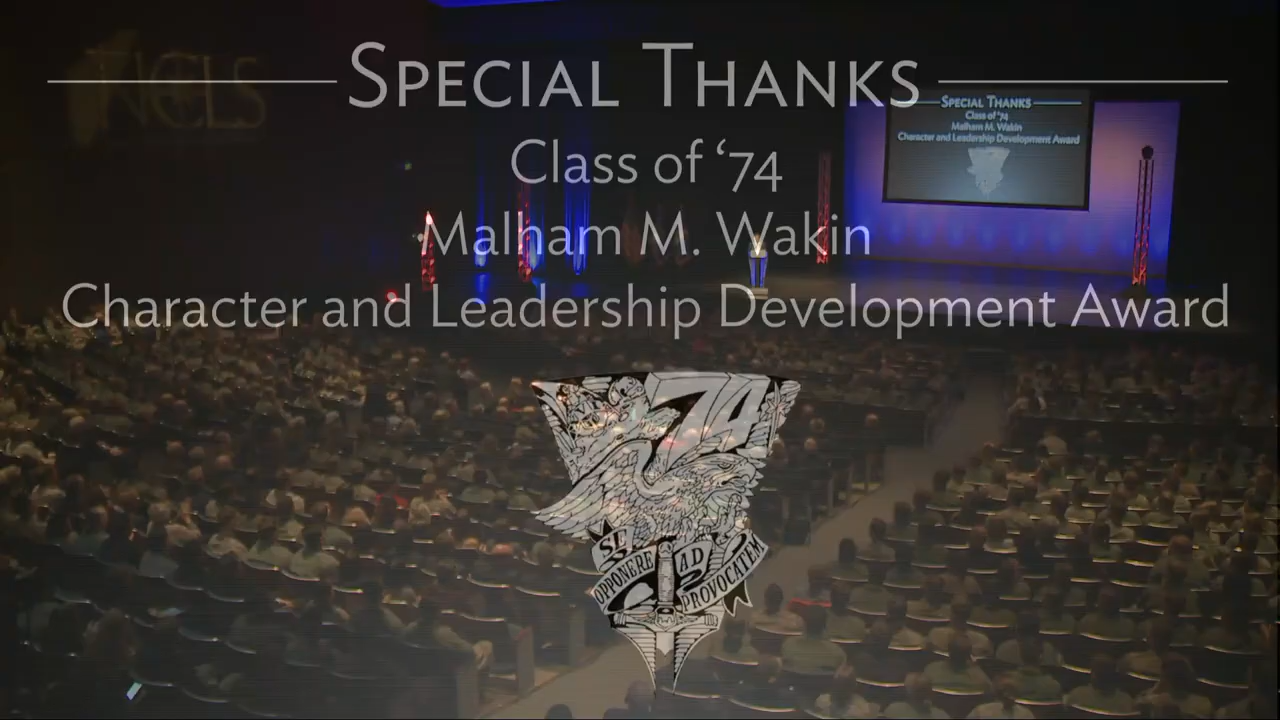 NCLS
SPECIAL THANKS
Class of ‘74
Malham M. Wakin
Character and Leadership Development Award
SPECIAL THANKS
Class of ‘74
Malham M. Wakin
Character and Leadership Development Award
74
SE
OPPONERE
AD
PROVOCATEM